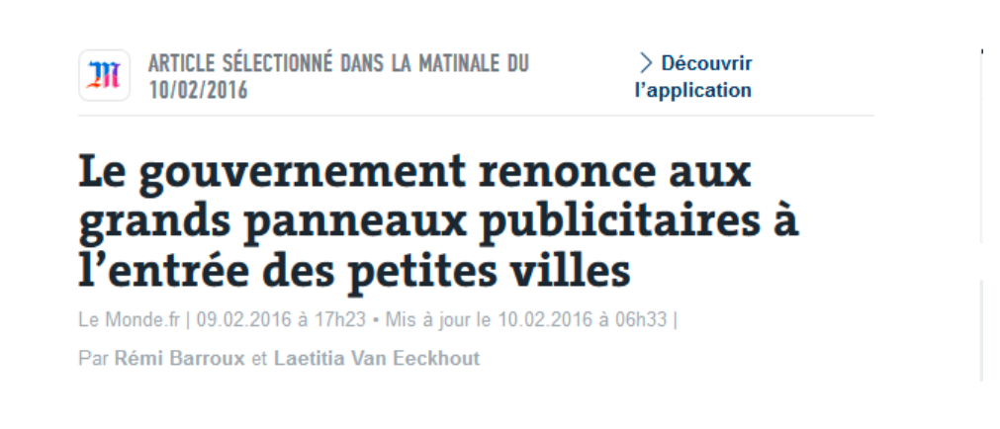 ARTICLE SÉLECTIONNÉ DANS LA MATINALE DU
10/02/2016
Découvrir
l'application
Le gouvernement renonce aux
grands panneaux publicitaires à
l'entrée des petites villes
Le Monde.fr | 09.02.2016 à 17h23 • Mis à jour le 10.02.2016 à 06h33 |
Par Rémi Barroux et Laetitia Van Eeckhout